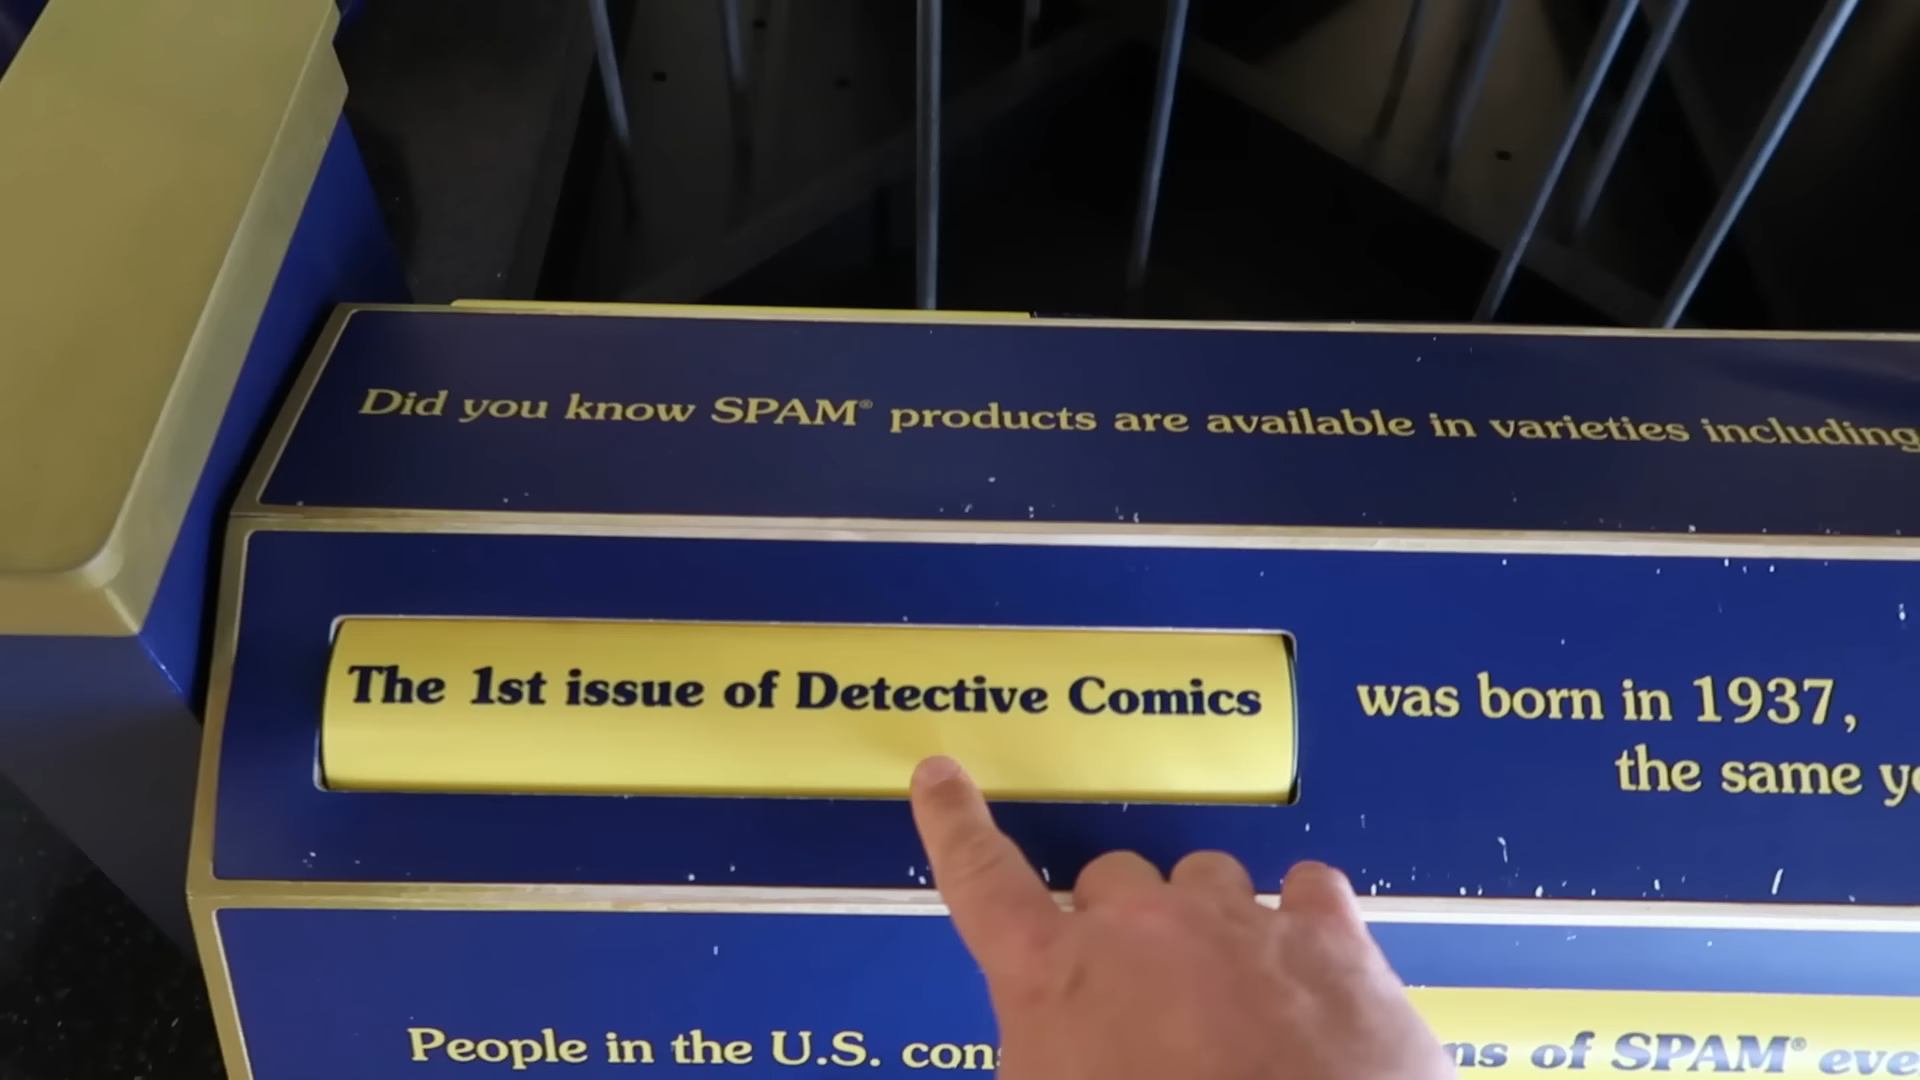 Did you know SPAM® products are available in varieties including
The 1st issue of Detective Comics was born in 1937,
the same
People in the U.S.
of SPAM®